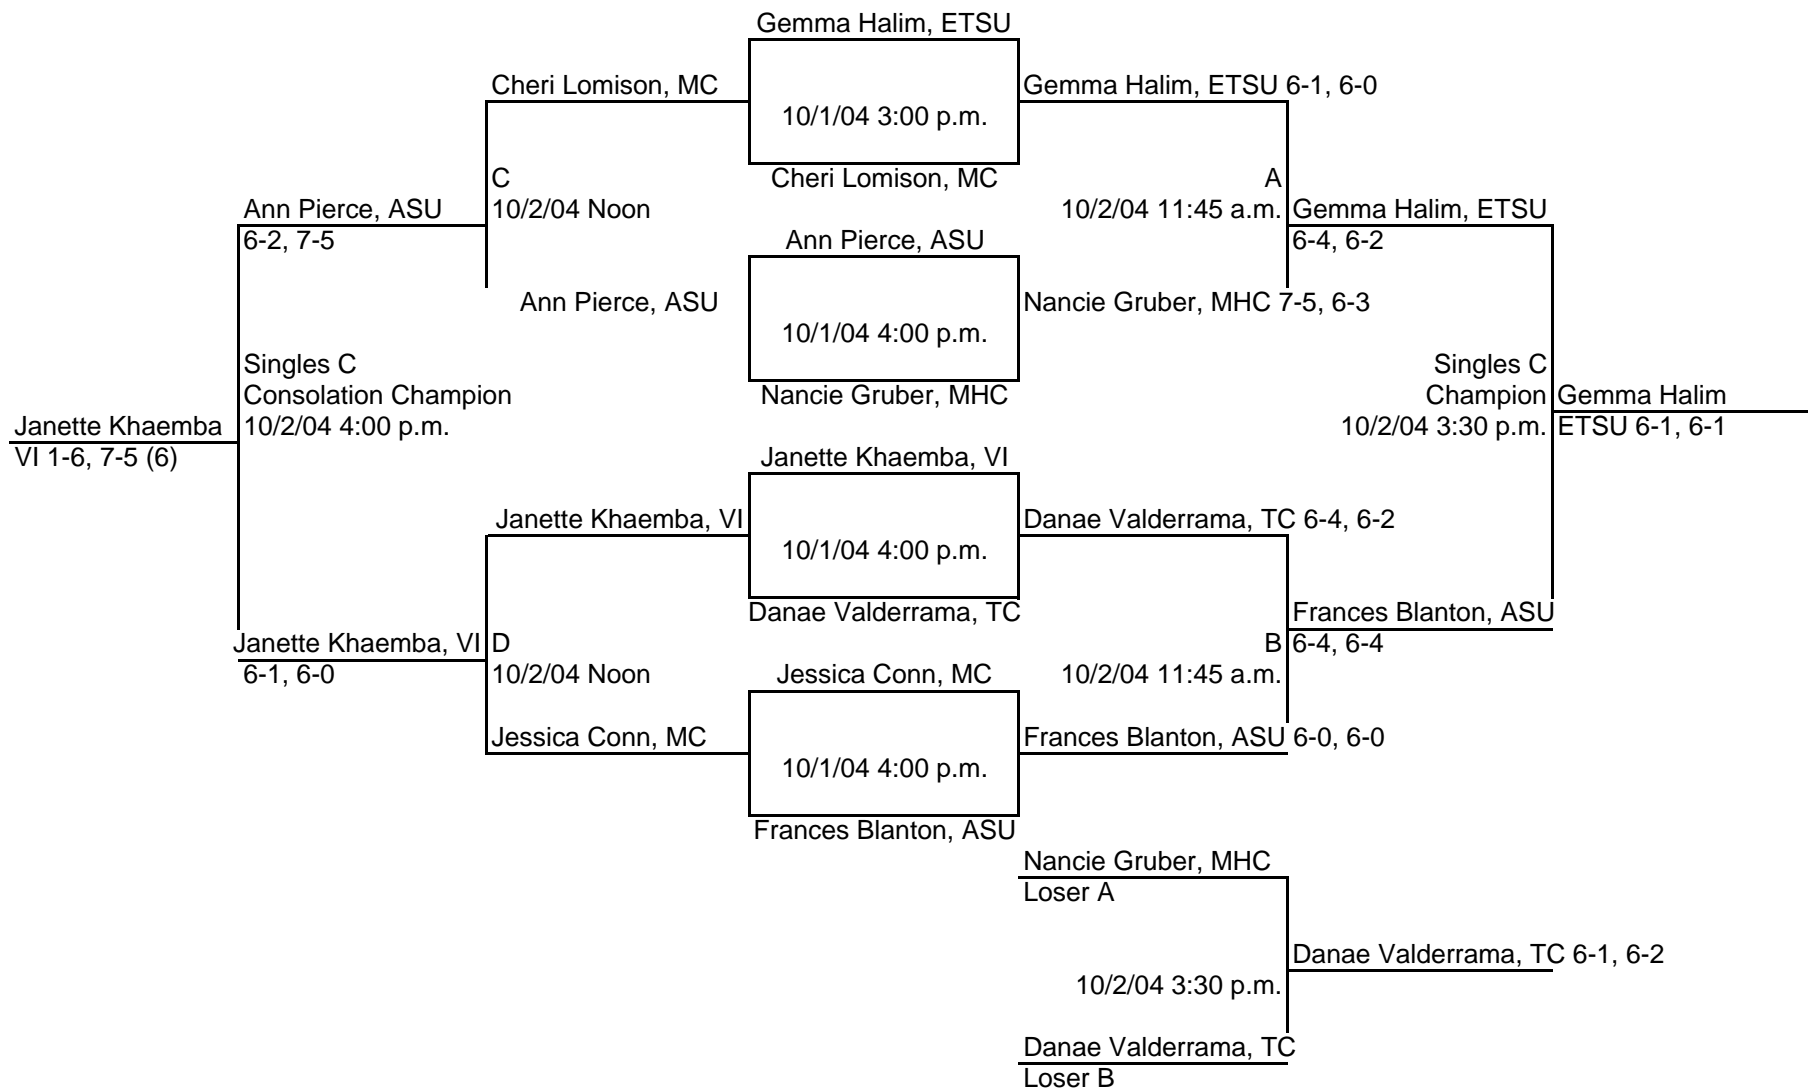 Gemma Halim, ETSU
Cheri Lomison, MC
Gemma Halim, ETSU 6-1, 6-0
10/1/04 3:00 p.m.
Cheri Lomison, MC
C
A
Ann Pierce, ASU
10/2/04 Noon
10/2/04 11:45 a.m.
Gemma Halim, ETSU
6-2, 7-5
Ann Pierce, ASU
6-4, 6-2
Ann Pierce, ASU
Nancie Gruber, MHC 7-5, 6-3
10/1/04 4:00 p.m.
Singles C
Singles C
Consolation Champion
Nancie Gruber, MHC
Champion
Gemma Halim
Janette Khaemba
10/2/04 4:00 p.m.
10/2/04 3:30 p.m.
ETSU 6-1, 6-1
VI 1-6, 7-5 (6)
Janette Khaemba, VI
Janette Khaemba, VI
Danae Valderrama, TC 6-4, 6-2
10/1/04 4:00 p.m.
Danae Valderrama, TC
Frances Blanton, ASU
Janette Khaemba, VI
D
B
6-4, 6-4
6-1, 6-0
10/2/04 Noon
Jessica Conn, MC
10/2/04 11:45 a.m.
Jessica Conn, MC
Frances Blanton, ASU 6-0, 6-0
10/1/04 4:00 p.m.
Frances Blanton, ASU
Nancie Gruber, MHC
Loser A
Danae Valderrama, TC 6-1, 6-2
10/2/04 3:30 p.m.
Danae Valderrama, TC
Loser B